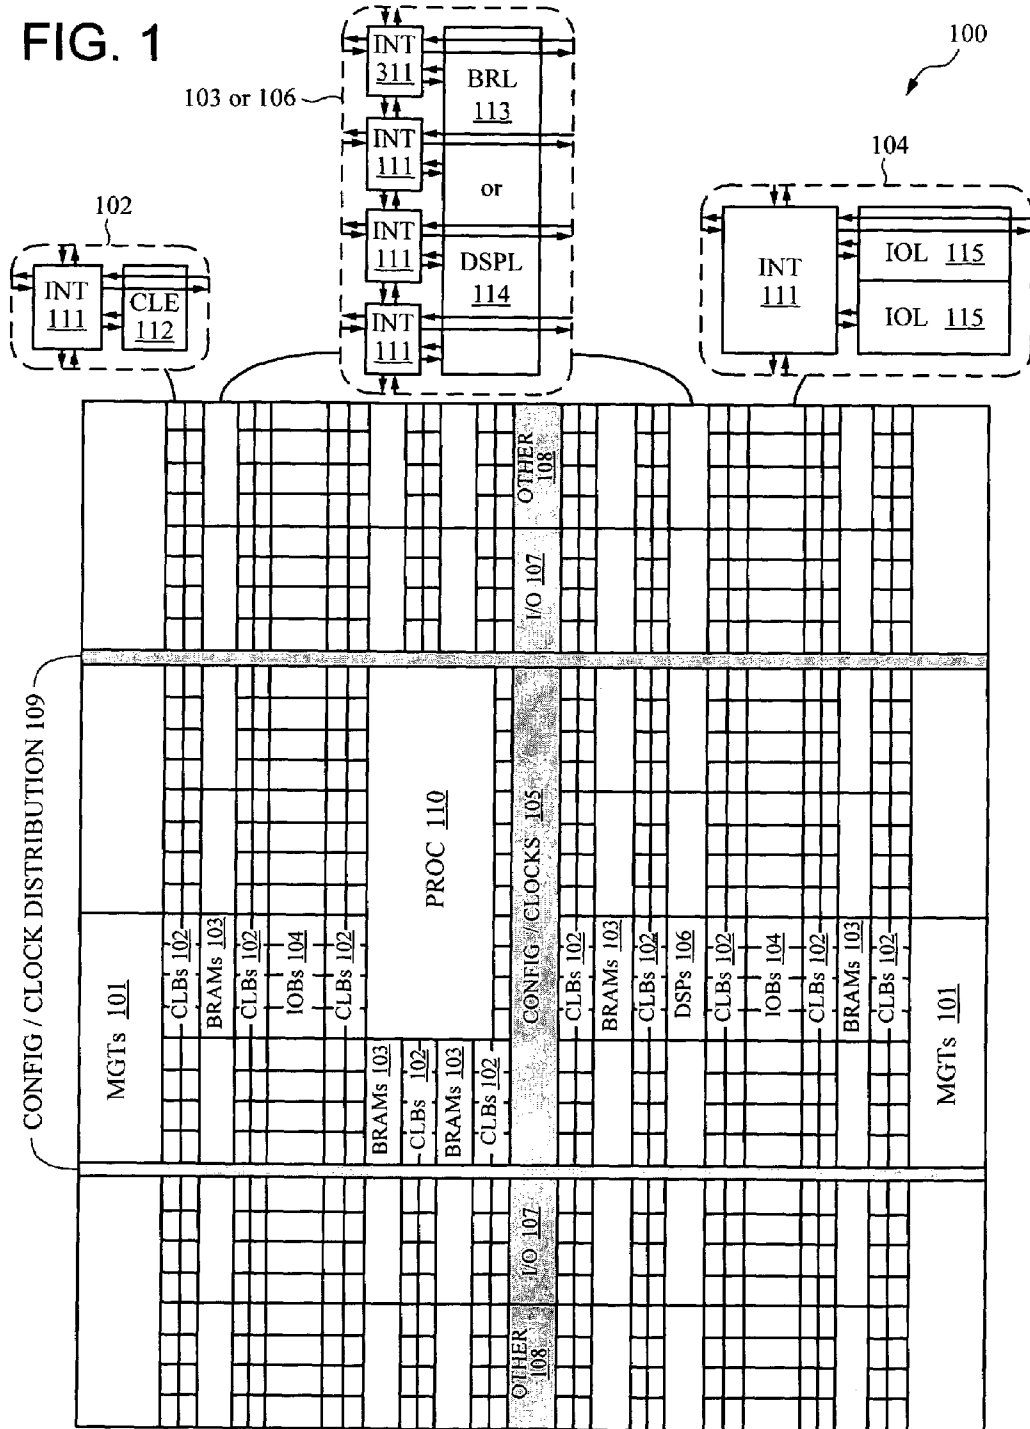 FIG. 1
100
103 or 106
INT
311
BRL
113
INT
111
or
INT
111
DSPL
114
INT
111
102
INT
111
CLE
112
104
INT
111
IOL 115
IOL 115
CONFIG / CLOCK DISTRIBUTION 109
OTHER
108
I/O 107
PROC 110
CONFIG / CLOCKS 105
MGTs 101
CLBs 102
BRAMs 103
CLBs 102
IOBs 104
CLBs 102
BRAMs 103
CLBs 102
BRAMs 103
CLBs 102
CLBs 102
BRAMs 103
CLBs 102
DSPs 106
CLBs 102
IOBs 104
CLBs 102
BRAMs 103
CLBs 102
MGTs 101
I/O 107
OTHER
108